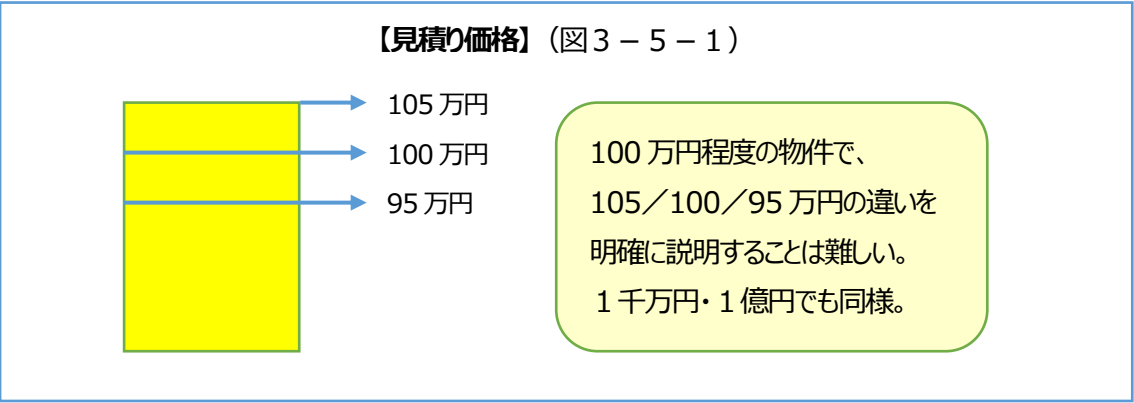 【見積り価格】（図３－５－１）
105 万円
100 万円
95 万円
100 万円程度の物件で、
105／100／95 万円の違いを
明確に説明することは難しい。
１千万円・１億円でも同様。